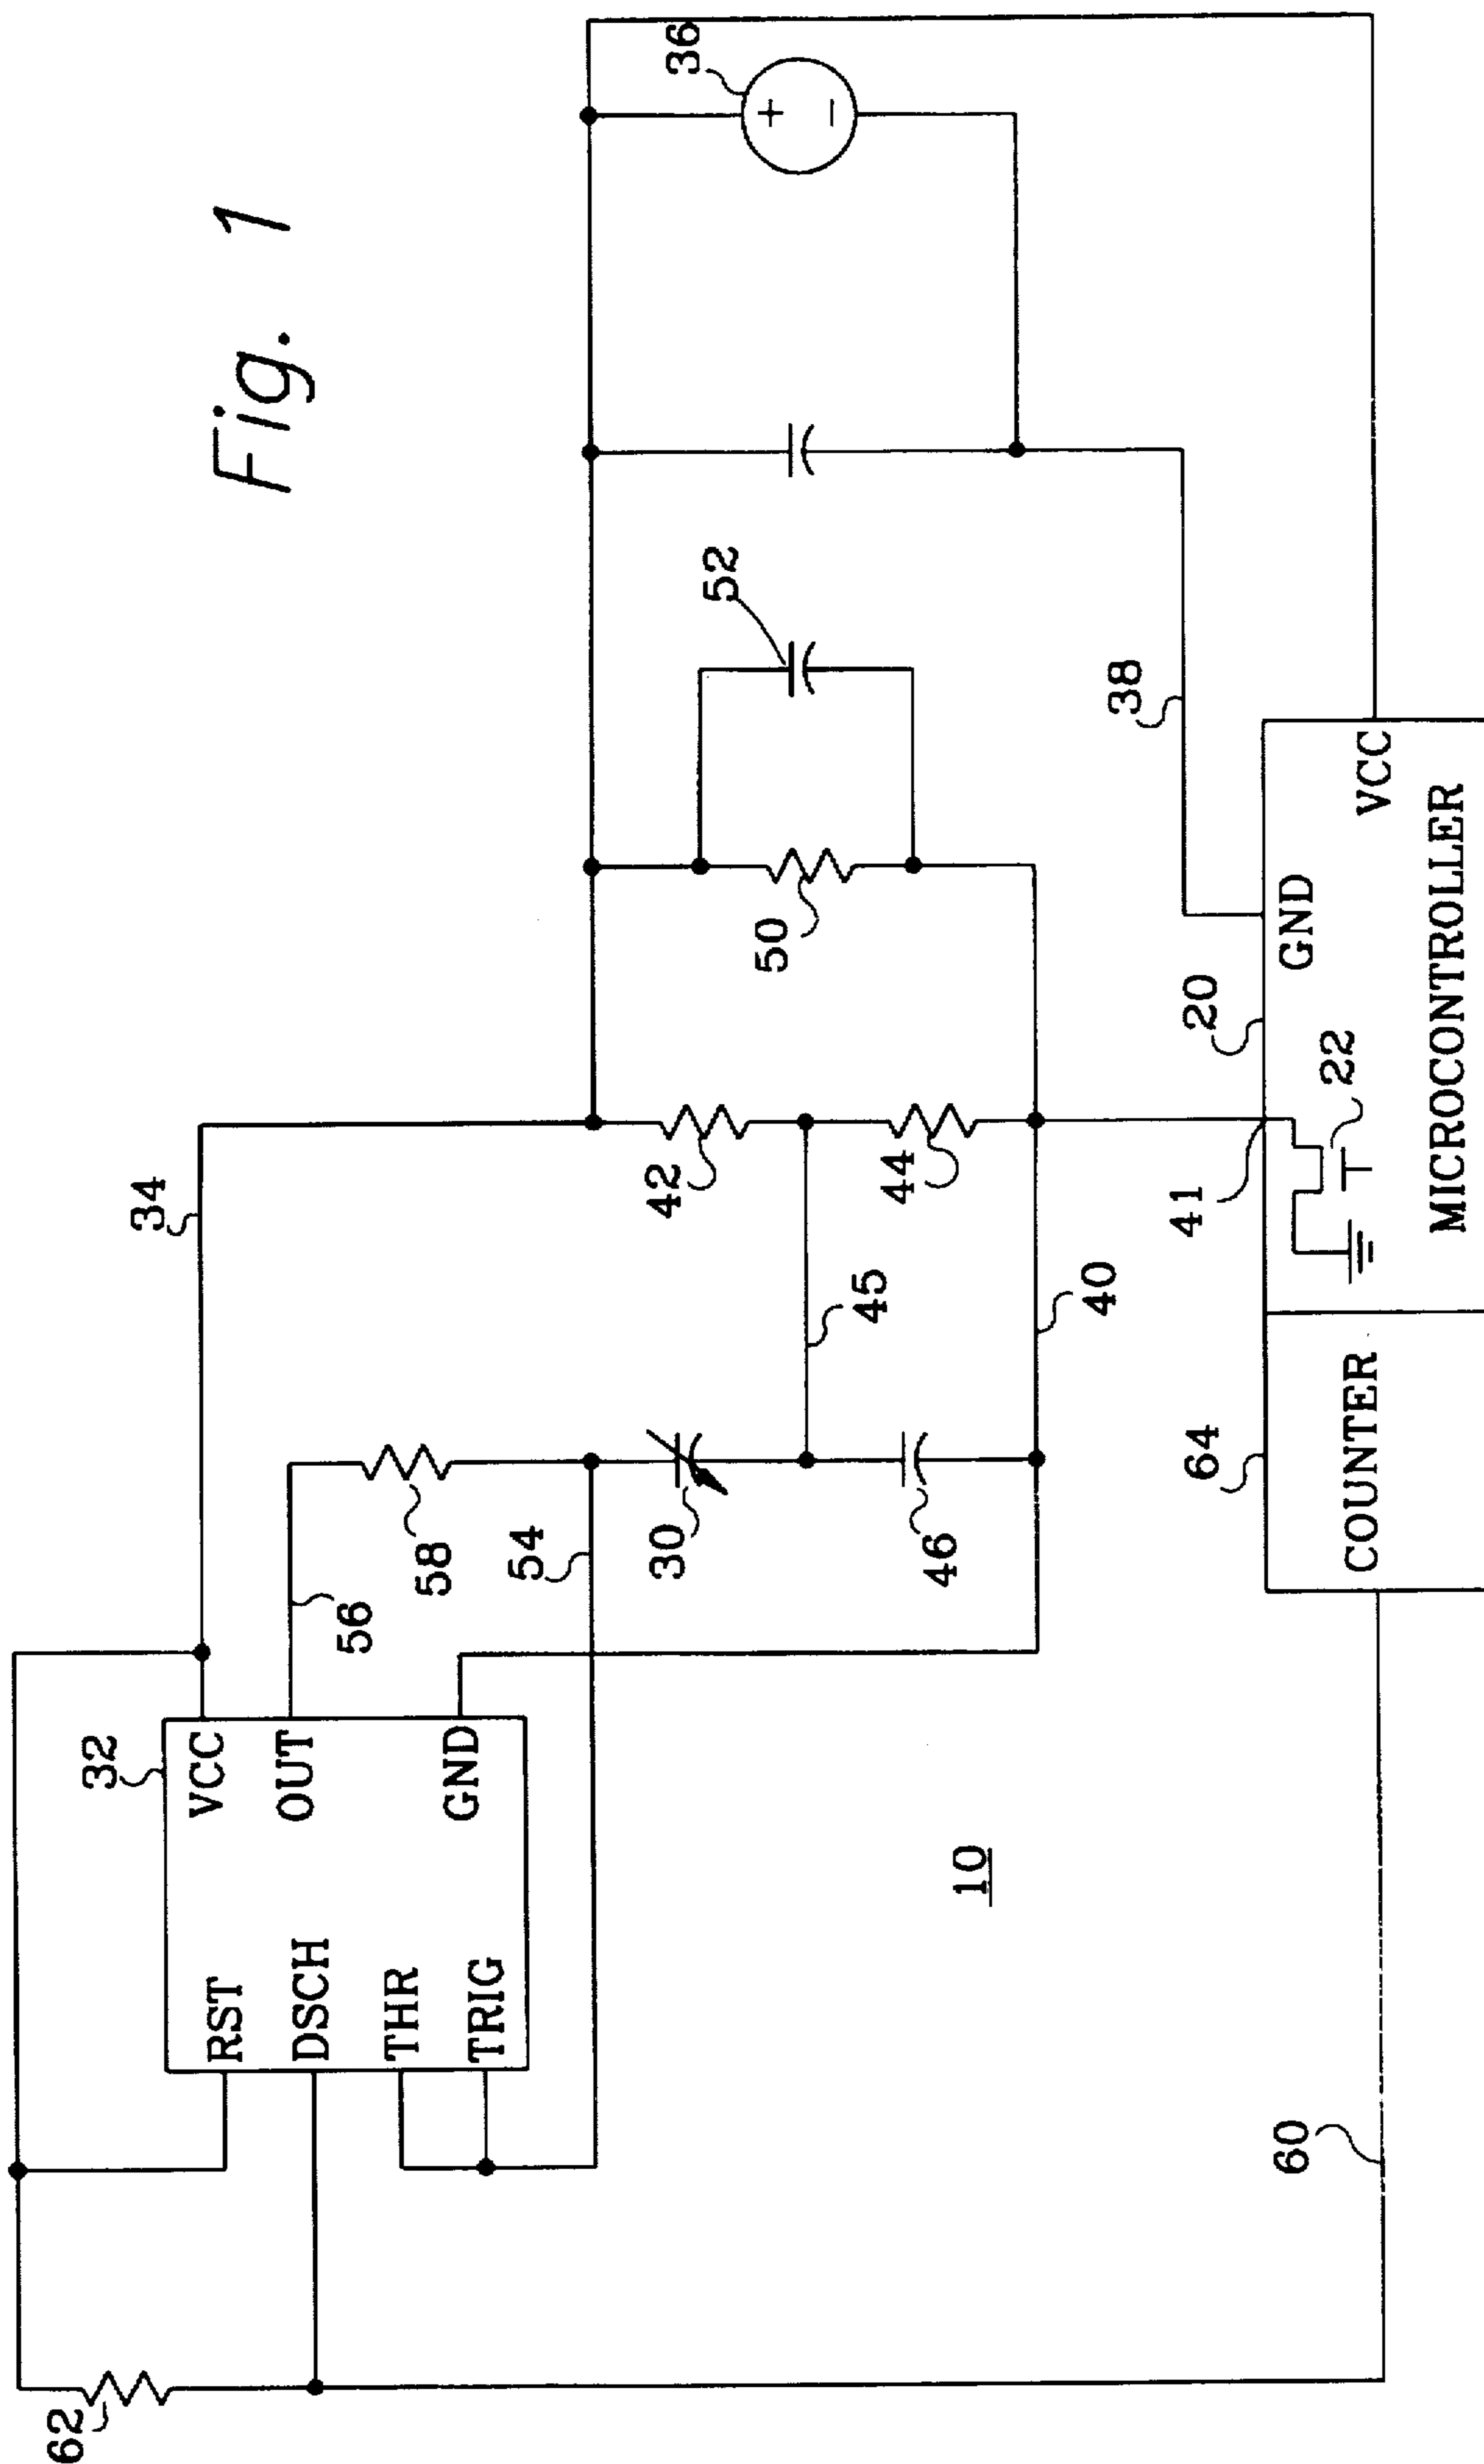 Fig. 1
62
32
RST
VCC
DSCH
OUT
THR
TRIG
GND
34
56
58
54
30
46
45
42
44
40
50
52
36
+
−
38
10
60
64
COUNTER
41
22
20
GND
VCC
MICROCONTROLLER